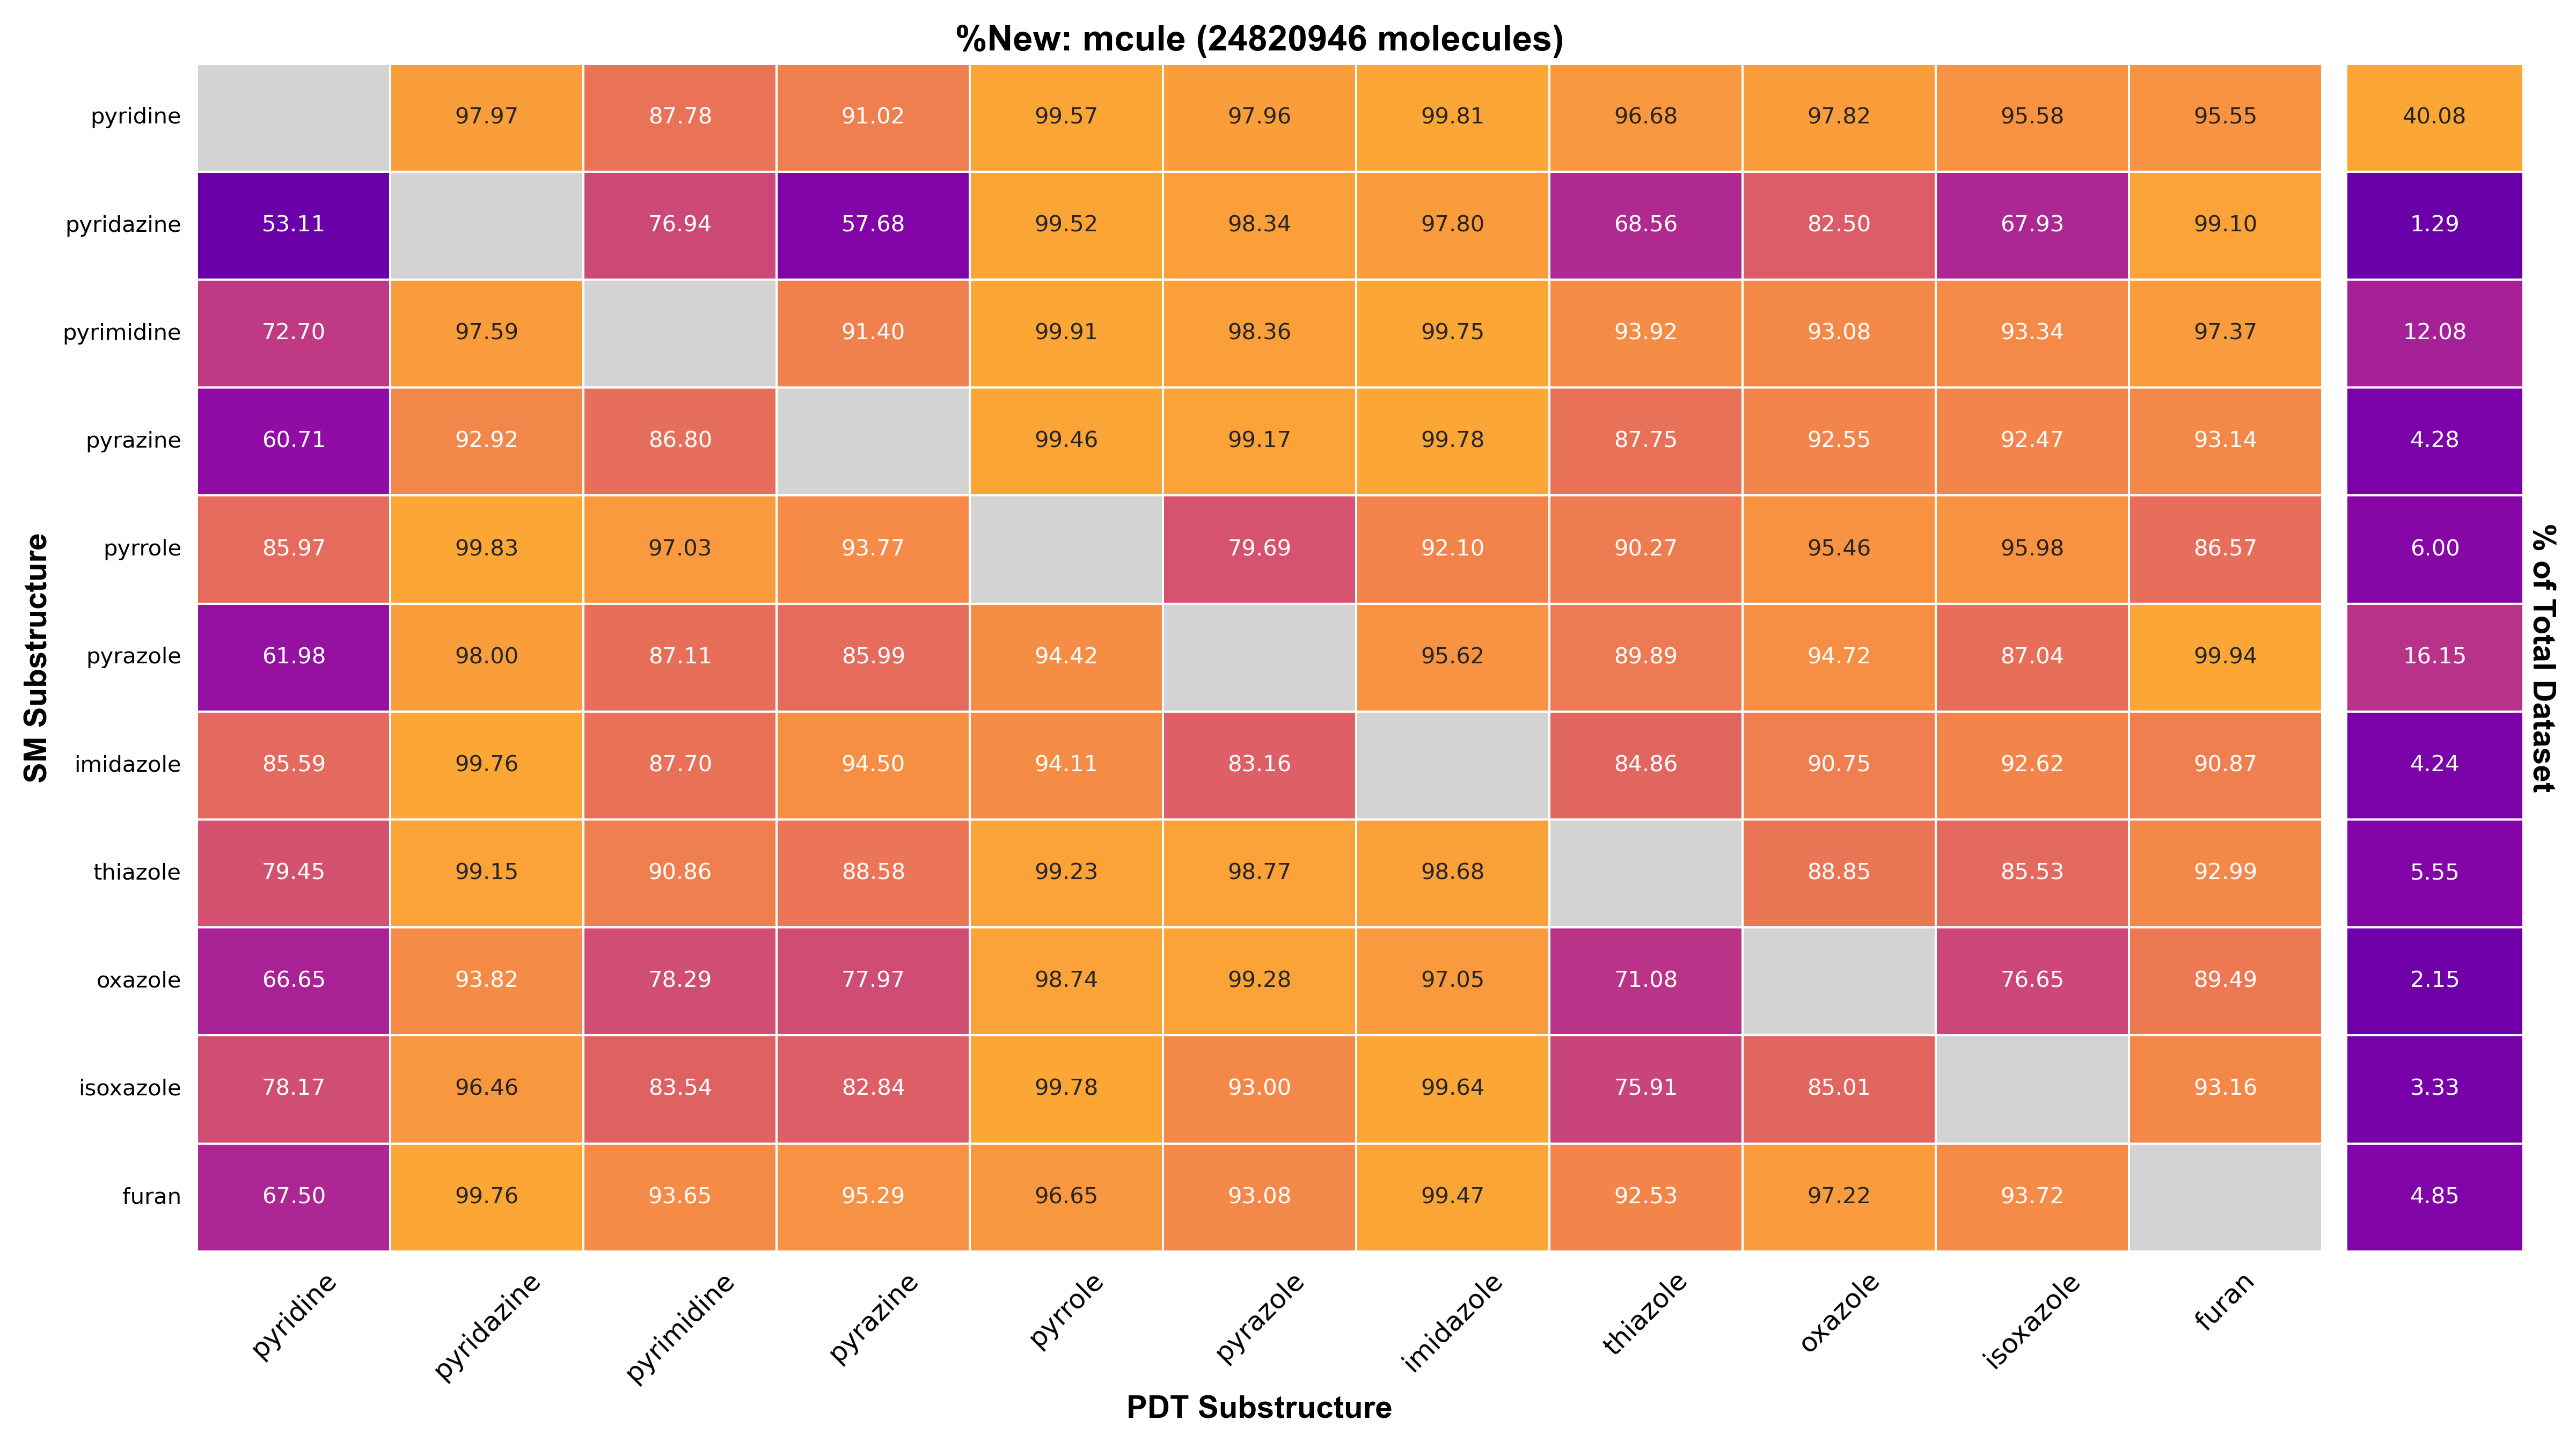 %New: mcule (24820946 molecules)
pyridine 97.97 87.78 91.02 99.57 97.96 99.81 96.68 97.82 95.58 95.55 40.08
pyridazine 53.11 76.94 57.68 99.52 98.34 97.80 68.56 82.50 67.93 99.10 1.29
pyrimidine 72.70 97.59 91.40 99.91 98.36 99.75 93.92 93.08 93.34 97.37 12.08
pyrazine 60.71 92.92 86.80 99.46 99.17 99.78 87.75 92.55 92.47 93.14 4.28
pyrrole 85.97 99.83 97.03 93.77 79.69 92.10 90.27 95.46 95.98 86.57 6.00
pyrazole 61.98 98.00 87.11 85.99 94.42 95.62 89.89 94.72 87.04 99.94 16.15
imidazole 85.59 99.76 87.70 94.50 94.11 83.16 84.86 90.75 92.62 90.87 4.24
thiazole 79.45 99.15 90.86 88.58 99.23 98.77 98.68 88.85 85.53 92.99 5.55
oxazole 66.65 93.82 78.29 77.97 98.74 99.28 97.05 71.08 76.65 89.49 2.15
isoxazole 78.17 96.46 83.54 82.84 99.78 93.00 99.64 75.91 85.01 93.16 3.33
furan 67.50 99.76 93.65 95.29 96.65 93.08 99.47 92.53 97.22 93.72 4.85
pyridine pyridazine pyrimidine pyrazine pyrrole pyrazole imidazole thiazole oxazole isoxazole furan
PDT Substructure
SM Substructure
% of Total Dataset